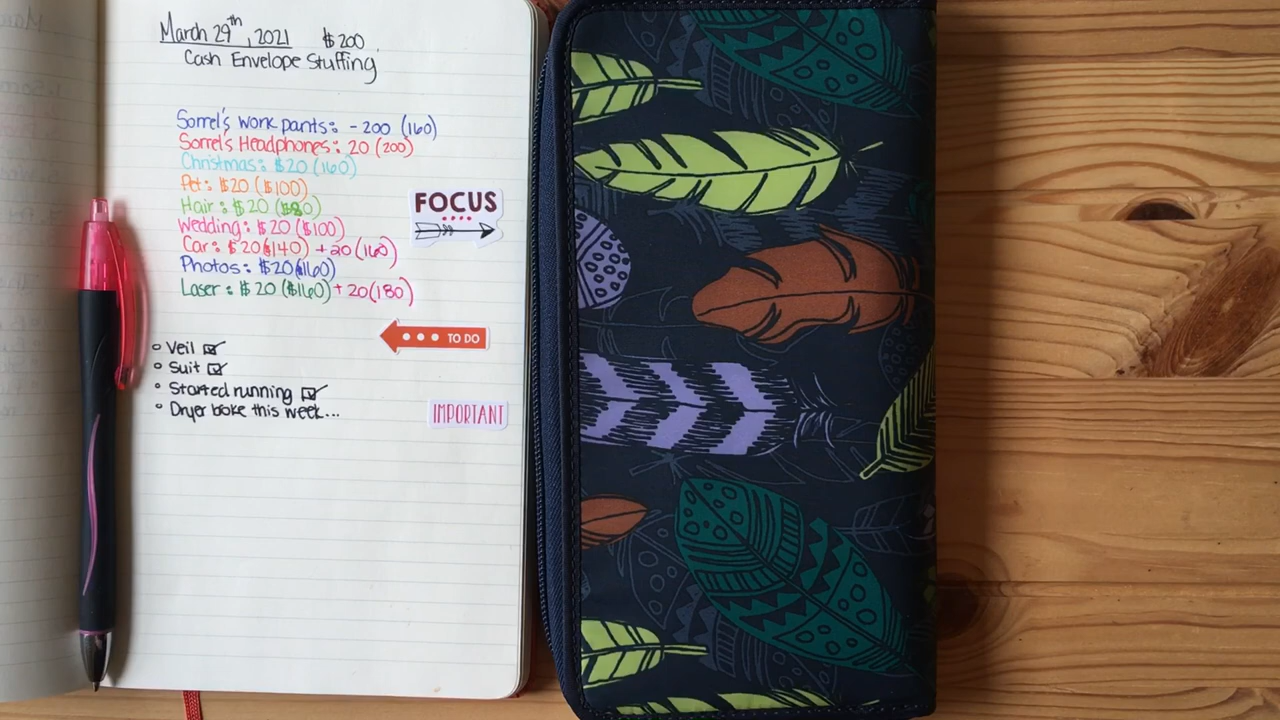 March 29th, 2021 $200
Cash Envelope Stuffing
Sorrel's work pants: -200 (160)
Sorrel's Headphones: 20 (200)
Christmas: $20 (160)
Pet: $20 ($100)
Hair: $20 ($80)
Wedding: $20 ($100)
Car: $20 ($140) +20 (160)
Photos: $20 ($160)
Laser: $20 ($160) + 20 (180)
FOCUS
TO DO
Veil
Suit
Started running
Dryer broke this week...
IMPORTANT